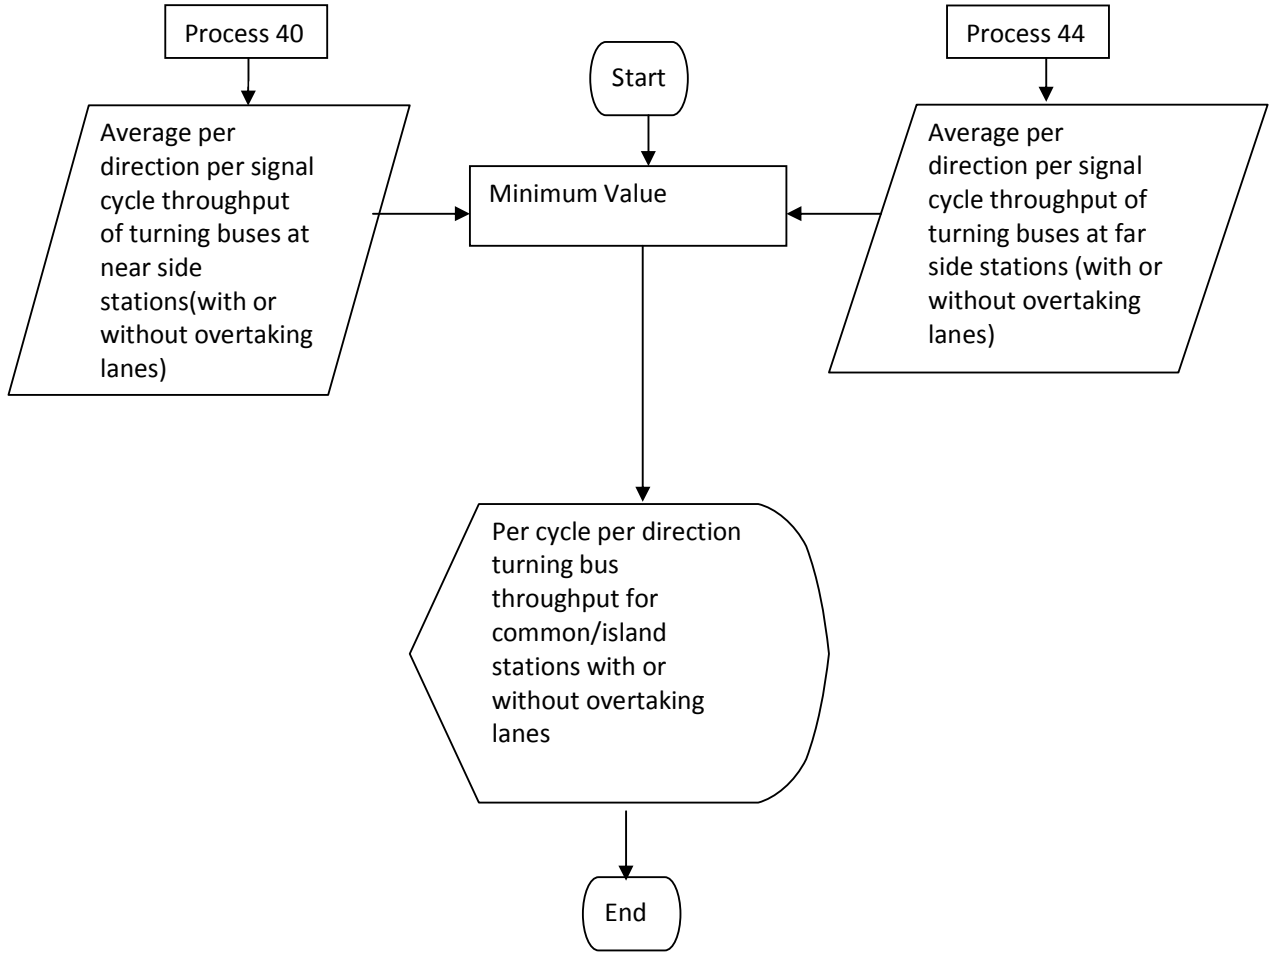 Process 40
Process 44
Start
Average per
direction per signal
cycle throughput
of turning buses at
near side
stations(with or
without overtaking
lanes)
Minimum Value
Average per
direction per signal
cycle throughput of
turning buses at far
side stations (with or
without overtaking
lanes)
Per cycle per direction
turning bus
throughput for
common/island
stations with or
without overtaking
lanes
End